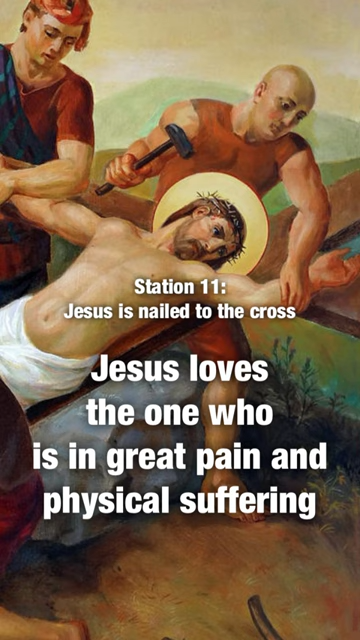 Station 11:
Jesus is nailed to the cross
Jesus loves
the one who
is in great pain and
physical suffering